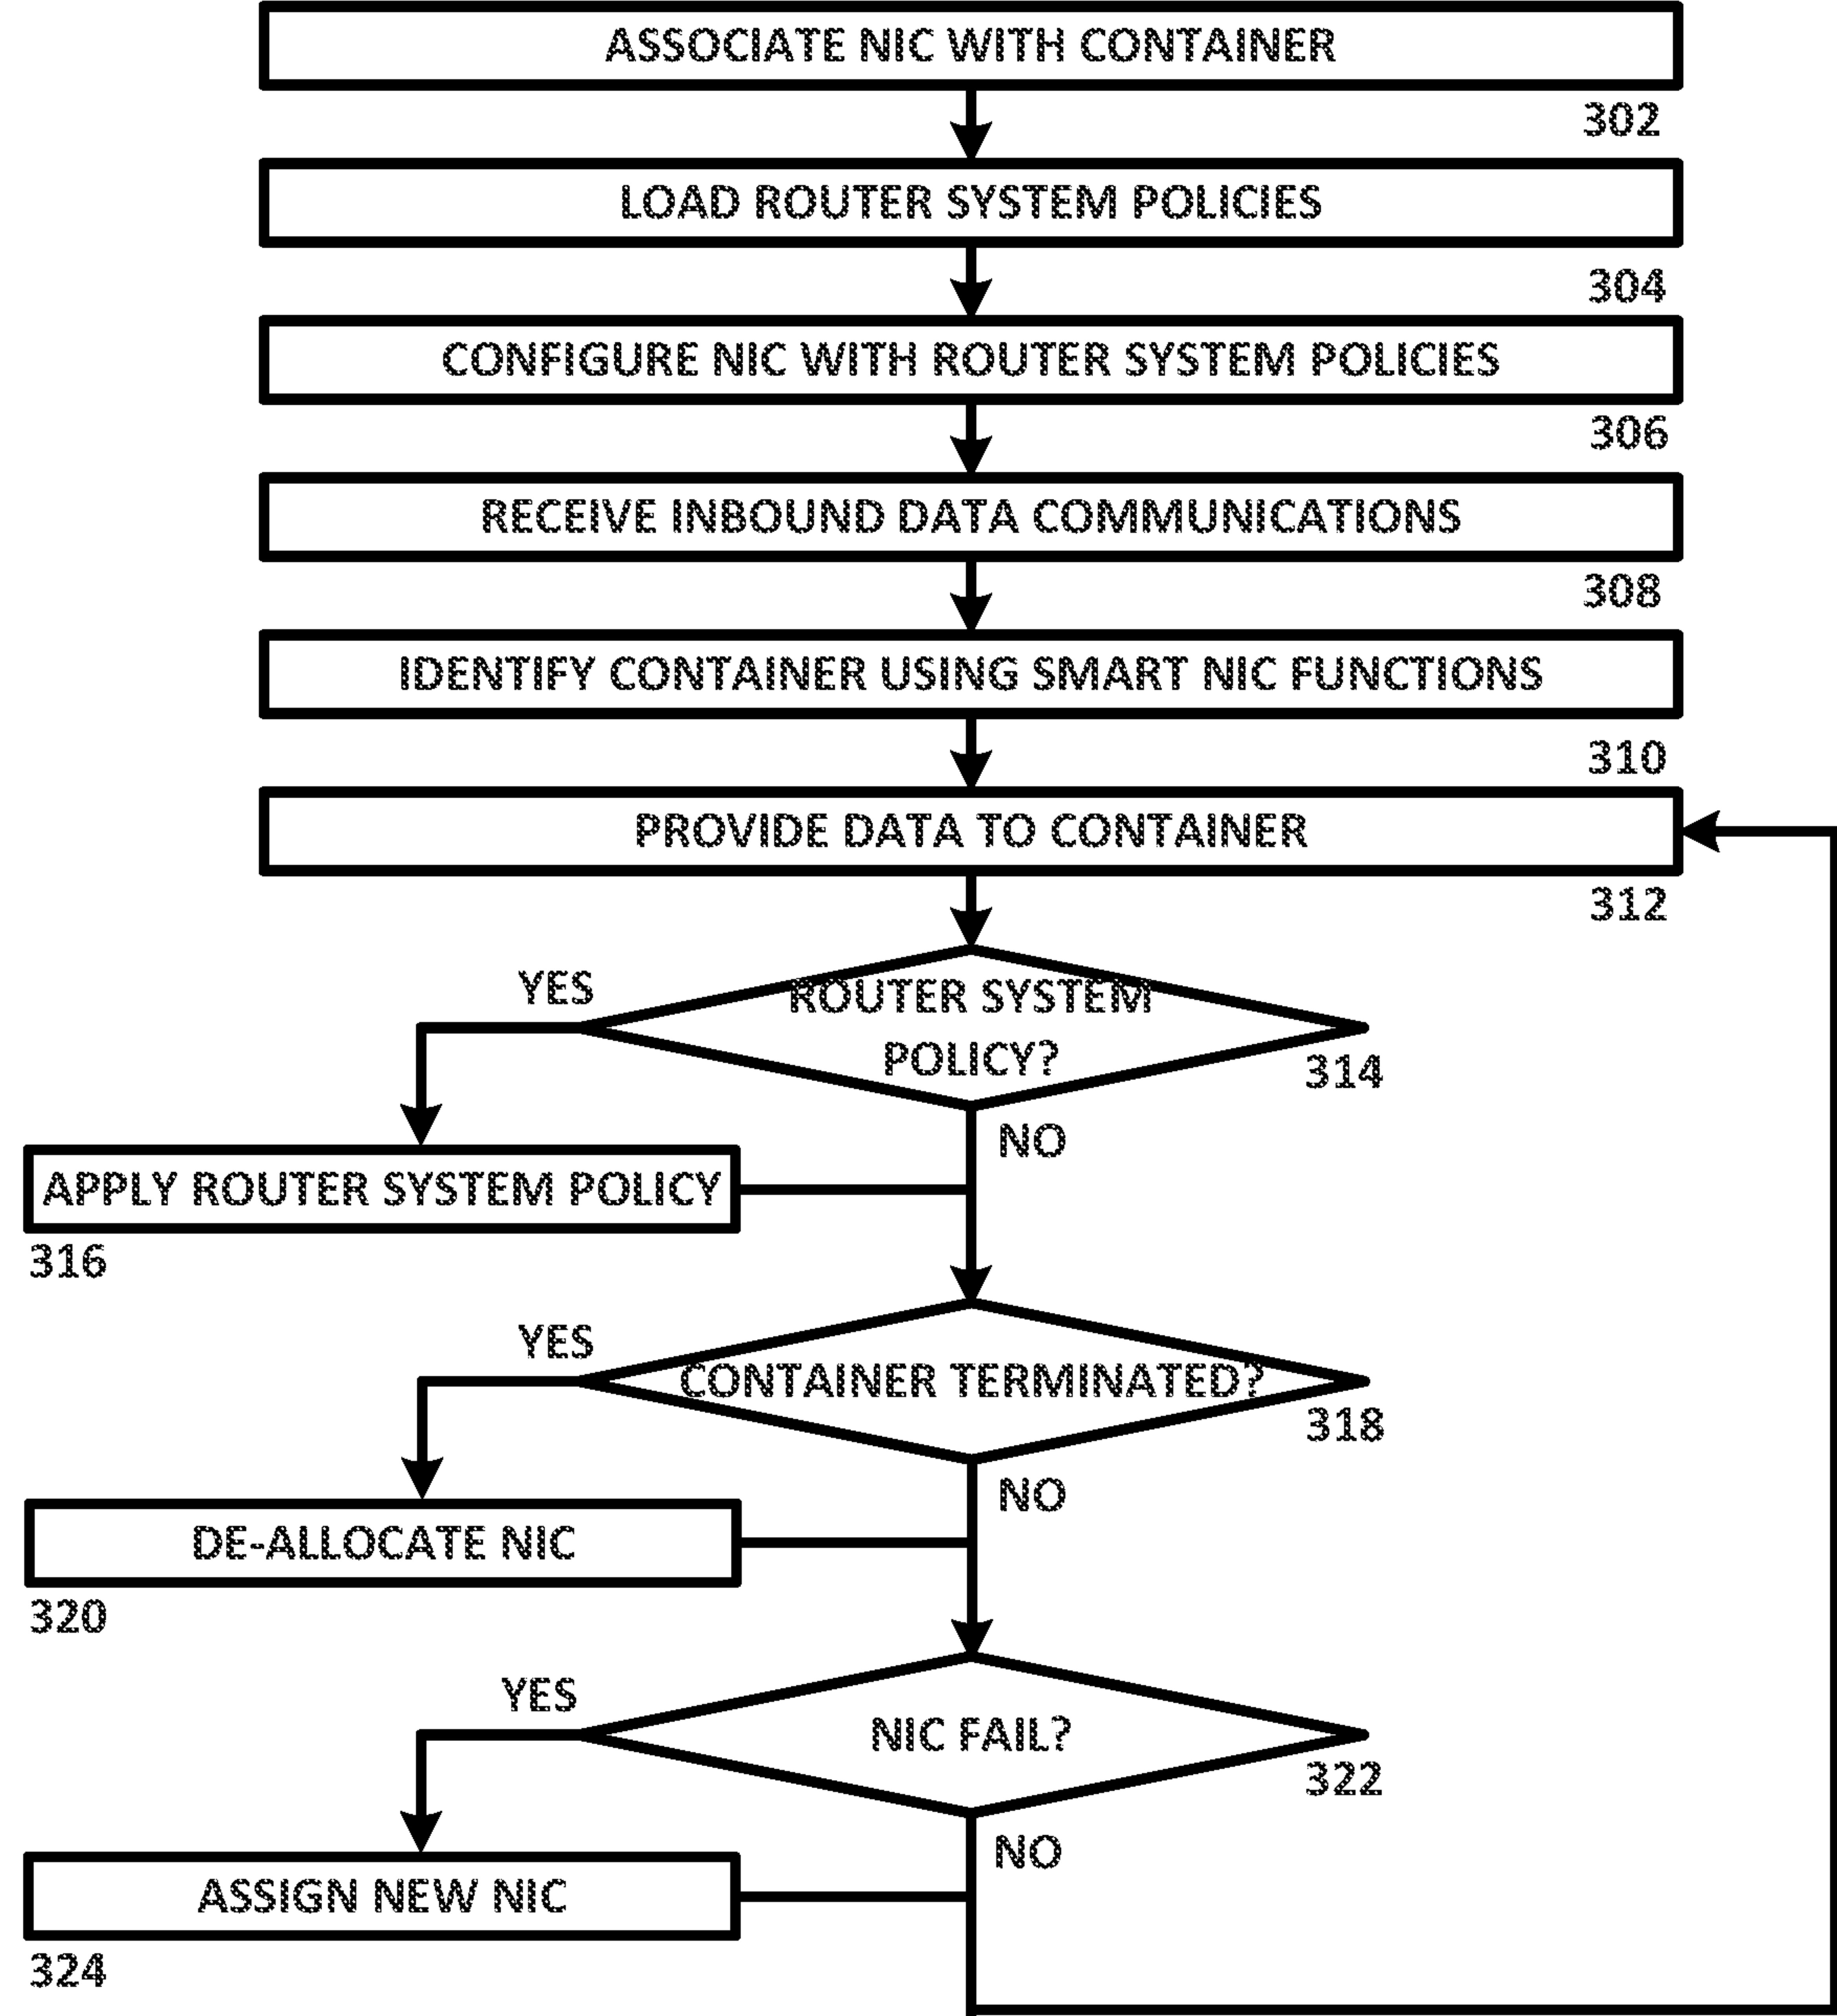 ASSOCIATE NIC WITH CONTAINER
302
LOAD ROUTER SYSTEM POLICIES
304
CONFIGURE NIC WITH ROUTER SYSTEM POLICIES
306
RECEIVE INBOUND DATA COMMUNICATIONS
308
IDENTIFY CONTAINER USING SMART NIC FUNCTIONS
310
PROVIDE DATA TO CONTAINER
312
YES
ROUTER SYSTEM
POLICY?
314
NO
APPLY ROUTER SYSTEM POLICY
316
YES
CONTAINER TERMINATED?
318
NO
DE-ALLOCATE NIC
320
YES
NIC FAIL?
322
NO
ASSIGN NEW NIC
324